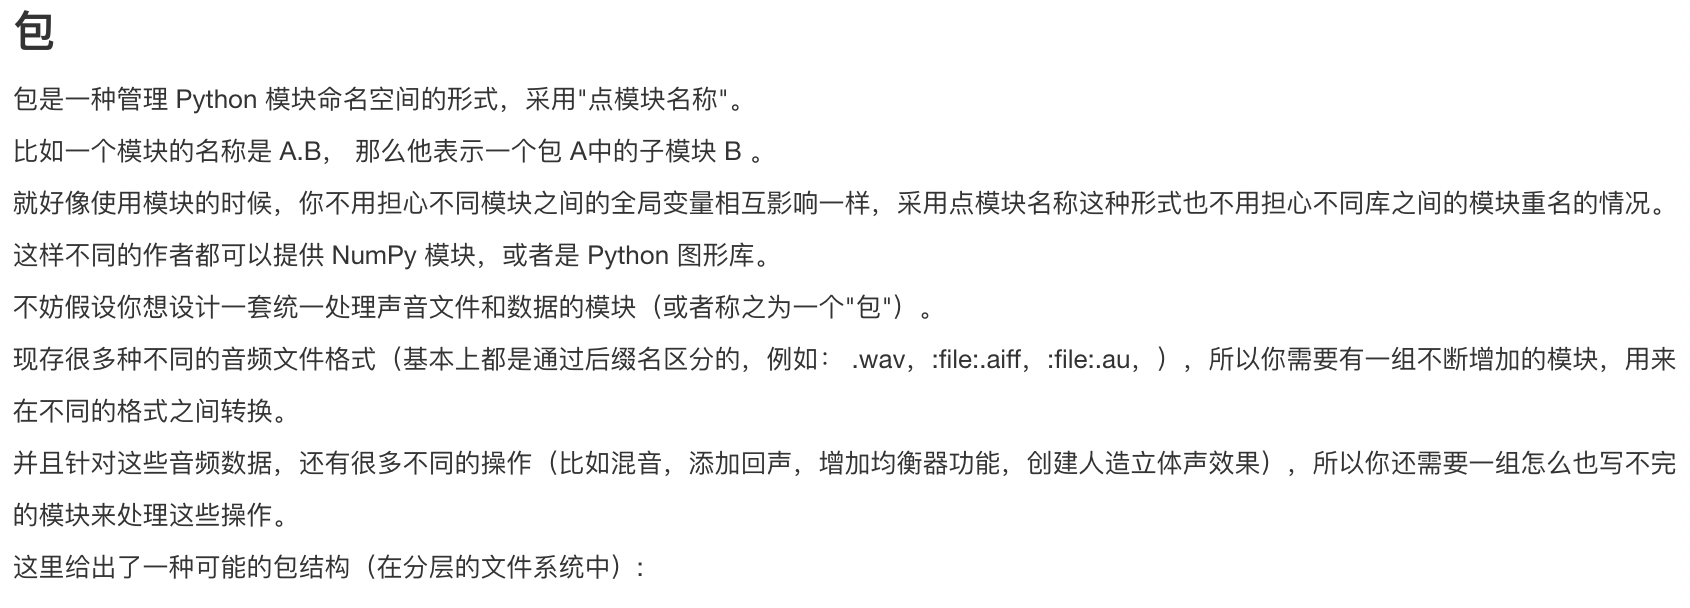 包
包是一种管理 Python 模块命名空间的形式，采用"点模块名称"。
比如一个模块的名称是 A.B， 那么他表示一个包 A中的子模块 B 。
就好像使用模块的时候，你不用担心不同模块之间的全局变量相互影响一样，采用点模块名称这种形式也不用担心不同库之间的模块重名的情况。
这样不同的作者都可以提供 NumPy 模块，或者是 Python 图形库。
不妨假设你想设计一套统一处理声音文件和数据的模块（或者称之为一个"包"）。
现存很多种不同的音频文件格式（基本上都是通过后缀名区分的，例如： .wav，:file:.aiff，:file:.au，），所以你需要有一组不断增加的模块，用来
在不同的格式之间转换。
并且针对这些音频数据，还有很多不同的操作（比如混音，添加回声，增加均衡器功能，创建人造立体声效果），所以你还需要一组怎么也写不完
的模块来处理这些操作。
这里给出了一种可能的包结构（在分层的文件系统中）: